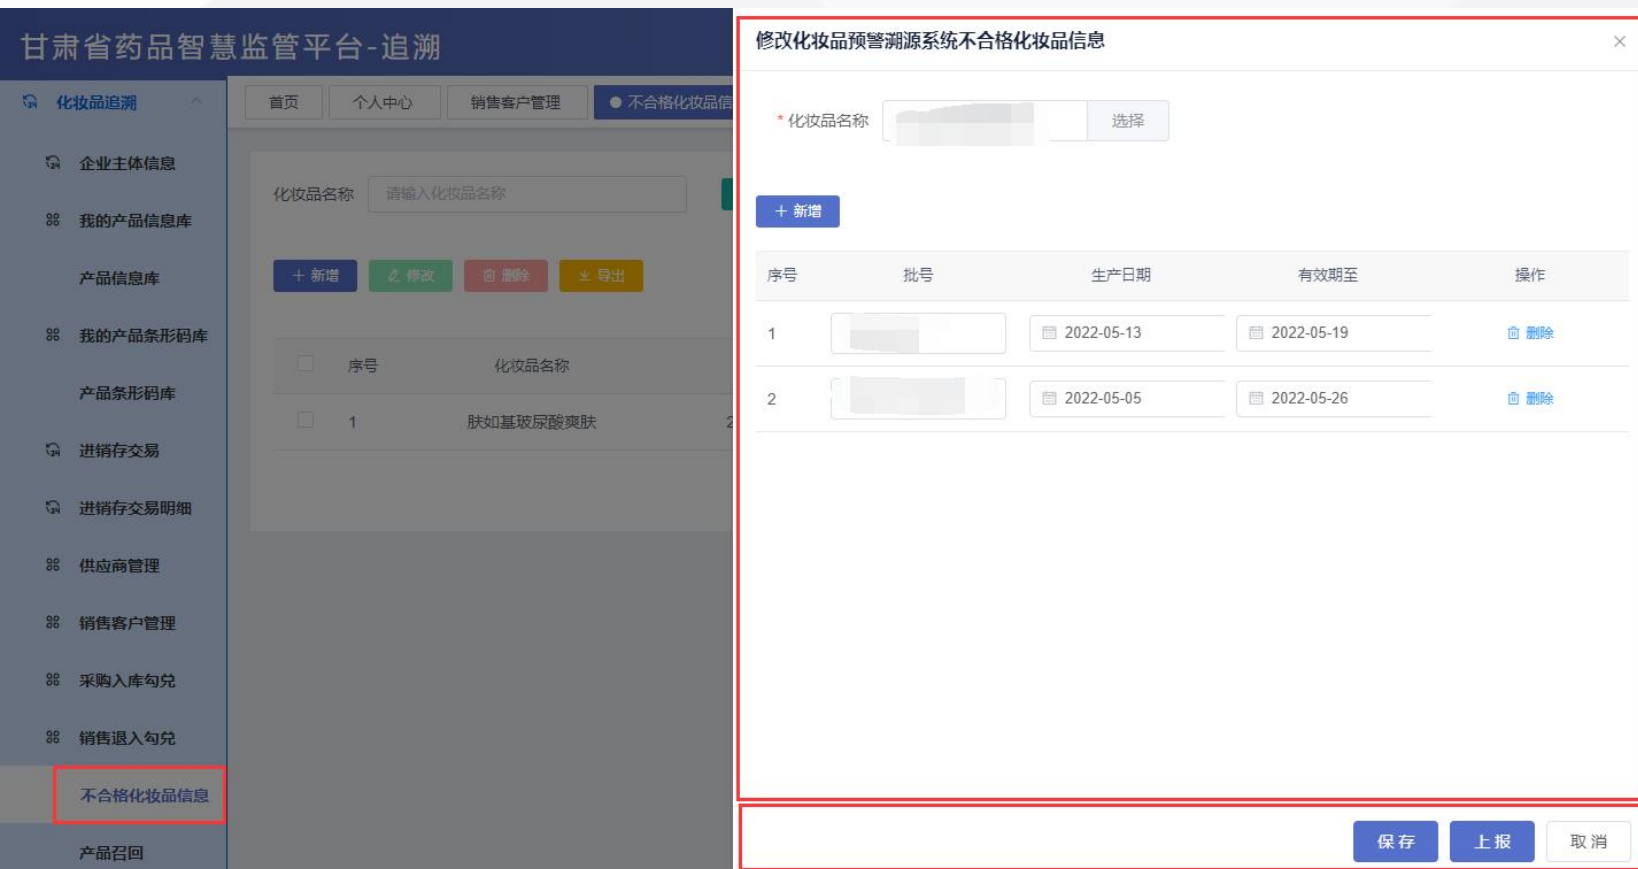 甘肃省药品智慧监管平台-追溯
化妆品追溯
企业主体信息
我的产品信息库
产品信息库
我的产品条形码库
产品条形码库
进销存交易
进销存交易明细
供应商管理
销售客户管理
采购入库勾兑
销售退入勾兑
不合格化妆品信息
产品召回
首页 个人中心 销售客户管理 不合格化妆品信
化妆品名称 请输入化妆品名称
+ 新增 修改 删除 导出
序号 化妆品名称
1 肤如基玻尿酸爽肤 2
修改化妆品预警溯源系统不合格化妆品信息
* 化妆品名称 选择
+ 新增
序号 批号 生产日期 有效期至 操作
1 2022-05-13 2022-05-19 删除
2 2022-05-05 2022-05-26 删除
保存 上报 取消